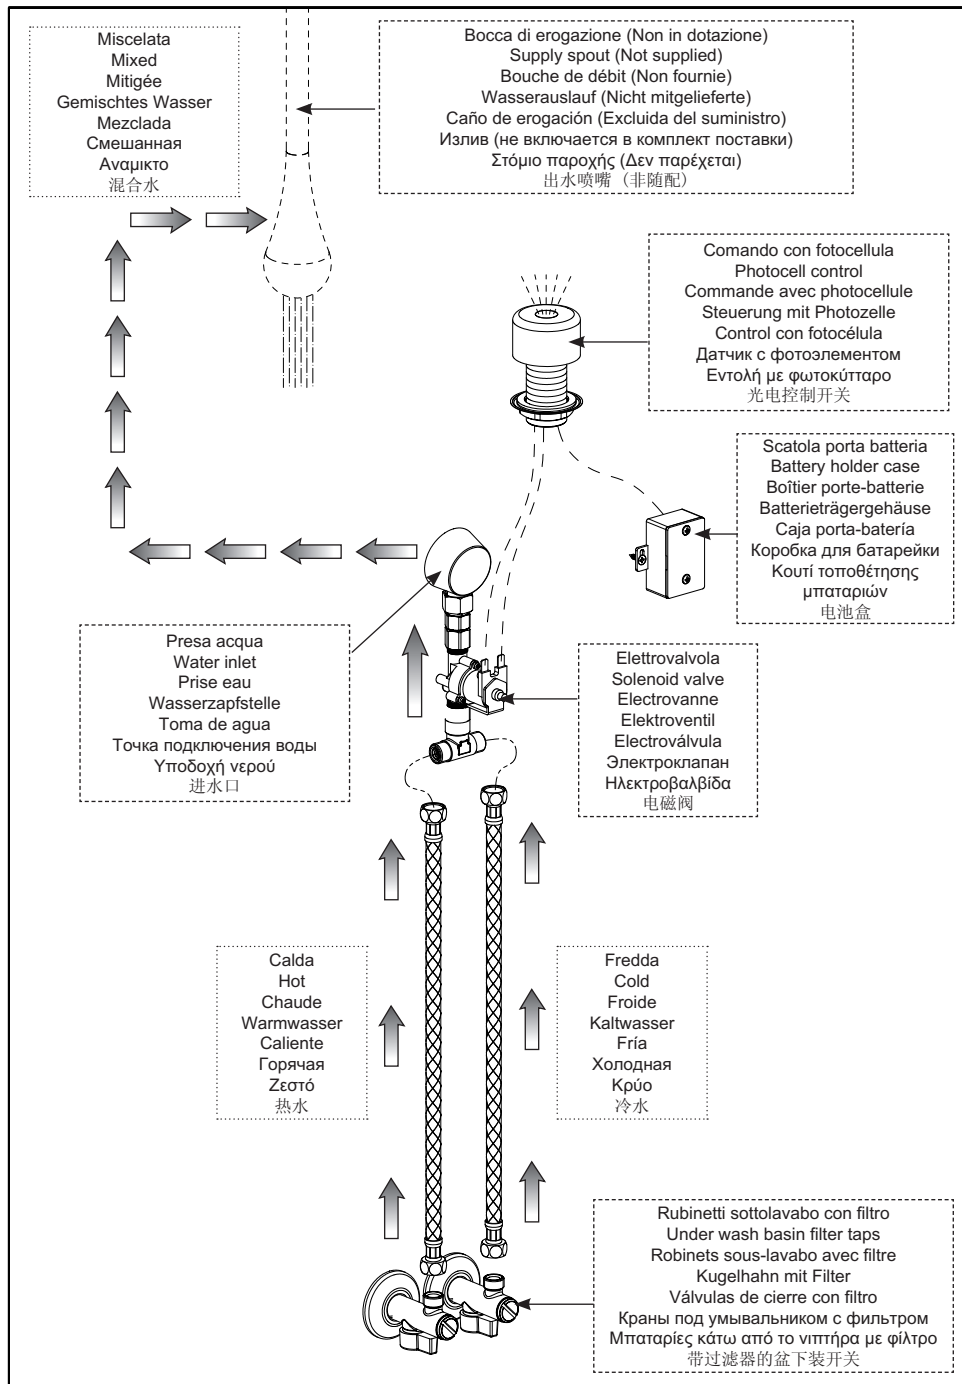 Miscelata
Mixed
Mitigée
Gemischtes Wasser
Mezclada
Смешанная
Αναμικτο
混合水
Bocca di erogazione (Non in dotazione)
Supply spout (Not supplied)
Bouche de débit (Non fournie)
Wasserauslauf (Nicht mitgelieferte)
Caño de erogación (Excluida del suministro)
Излив (не включается в комплект поставки)
Στόμιο παροχής (Δεν παρέχεται)
出水喷嘴（非随配）
Comando con fotocellula
Photocell control
Commande avec photocellule
Steuerung mit Photozelle
Control con fotocélula
Датчик с фотоэлементом
Εντολή με φωτοκύτταρο
光电控制开关
Scatola porta batteria
Battery holder case
Boîtier porte-batterie
Batterieträgergehäuse
Caja porta-batería
Коробка для батарейки
Κουτί τοποθέτησης
μπαταριών
电池盒
Presa acqua
Water inlet
Prise eau
Wasserzapfstelle
Toma de agua
Точка подключения воды
Υποδοχή νερού
进水口
Elettrovalvola
Solenoid valve
Electrovanne
Elektroventil
Electroválvula
Электроклапан
Ηλεκτροβαλβίδα
电磁阀
Calda
Hot
Chaude
Warmwasser
Caliente
Горячая
Ζεστό
热水
Fredda
Cold
Froide
Kaltwasser
Fría
Холодная
Κρύο
冷水
Rubinetti sottolavabo con filtro
Under wash basin filter taps
Robinets sous-lavabo avec filtre
Kugelhahn mit Filter
Válvulas de cierre con filtro
Краны под умывальником с фильтром
Μπαταρίες κάτω από το νιπτήρα με φίλτρο
带过滤器的盆下装开关